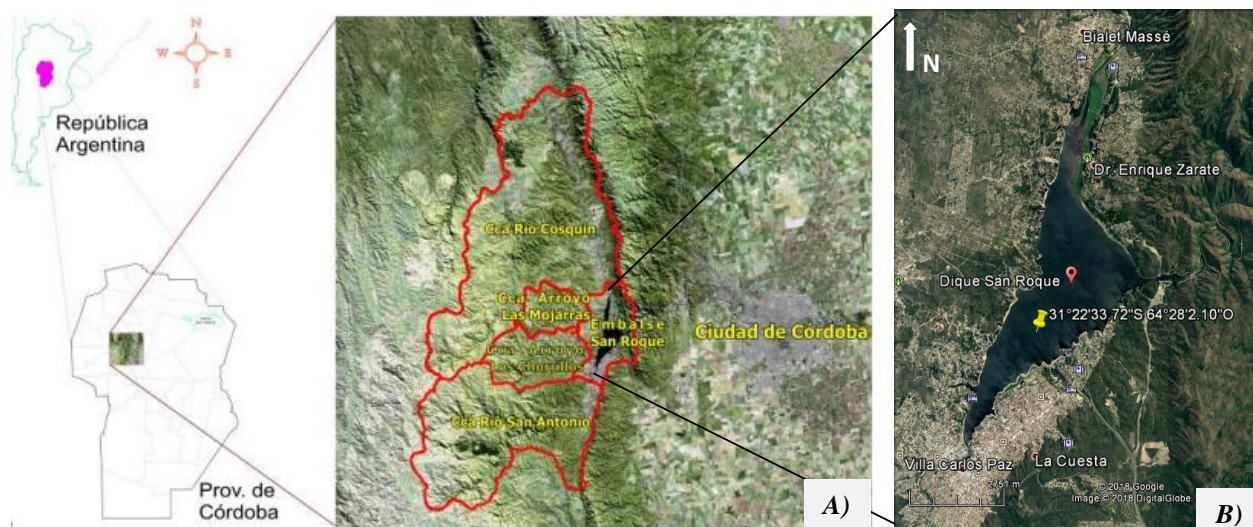 N
W
E
S
República
Argentina
Prov. de
Córdoba
Cca Río Cosquín
Cca Arroyo
Las Mojarras
Embalse
San Roque
Cca Arroyo
Los Chorrillos
Cca Río San Antonio
Ciudad de Córdoba
A)
N
Bialet Massé
Dr. Enrique Zarate
Dique San Roque
31°22'33.72"S 64°28'2.10"O
Villa Carlos Paz
La Cuesta
2751 m
© 2018 Google
Image © 2018 DigitalGlobe
B)